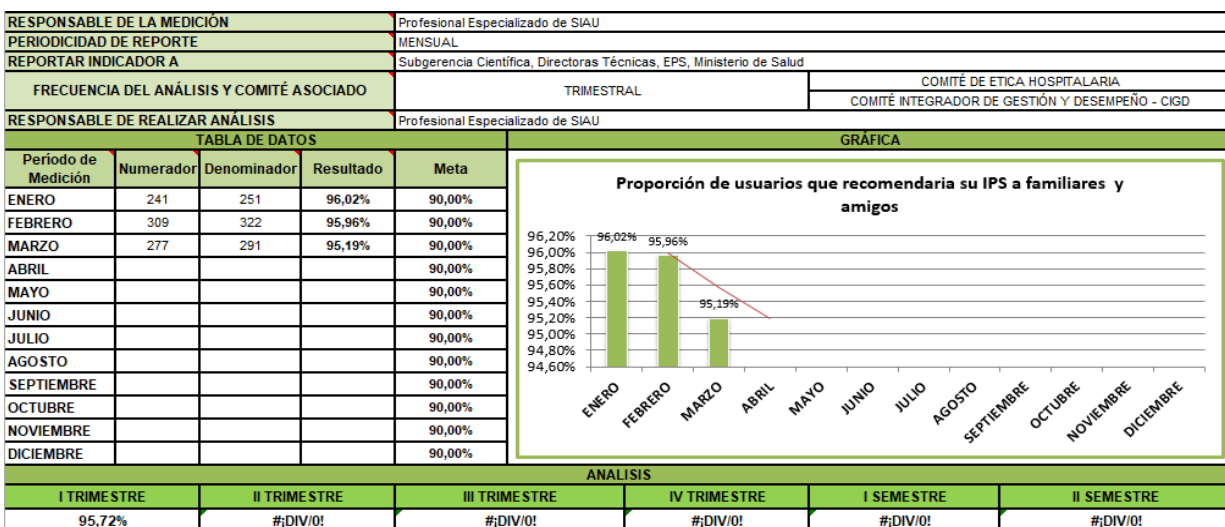 RESPONSABLE DE LA MEDICIÓN Profesional Especializado de SIAU
PERIODICIDAD DE REPORTE MENSUAL
REPORTAR INDICADOR A Subgerencia Científica, Directoras Técnicas, EPS, Ministerio de Salud
FRECUENCIA DEL ANÁLISIS Y COMITÉ ASOCIADO TRIMESTRAL COMITÉ DE ETICA HOSPITALARIA
COMITÉ INTEGRADOR DE GESTIÓN Y DESEMPEÑO - CIGD
RESPONSABLE DE REALIZAR ANÁLISIS Profesional Especializado de SIAU
TABLA DE DATOS GRÁFICA
Período de Medición Numerador Denominador Resultado Meta
ENERO 241 251 96,02% 90,00%
FEBRERO 309 322 95,96% 90,00%
MARZO 277 291 95,19% 90,00%
ABRIL 90,00%
MAYO 90,00%
JUNIO 90,00%
JULIO 90,00%
AGOSTO 90,00%
SEPTIEMBRE 90,00%
OCTUBRE 90,00%
NOVIEMBRE 90,00%
DICIEMBRE 90,00%
Proporción de usuarios que recomendaria su IPS a familiares y
amigos
96,20%
96,00%
95,80%
95,60%
95,40%
95,20%
95,00%
94,80%
94,60%
96,02%
95,96%
95,19%
ENERO
FEBRERO
MARZO
ABRIL
MAYO
JUNIO
JULIO
AGOSTO
SEPTIEMBRE
OCTUBRE
NOVIEMBRE
DICIEMBRE
ANALISIS
I TRIMESTRE II TRIMESTRE III TRIMESTRE IV TRIMESTRE I SEMESTRE II SEMESTRE
95,72% #¡DIV/0! #¡DIV/0! #¡DIV/0! #¡DIV/0! #¡DIV/0!